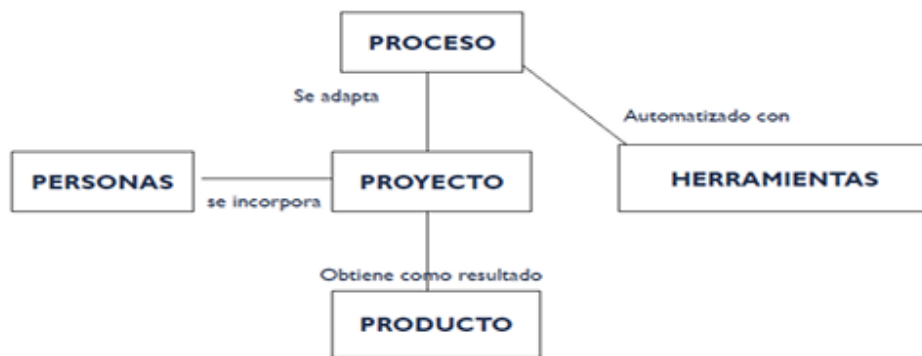 PROCESO
Se adapta
Automatizado con
PERSONAS
se incorpora
PROYECTO
HERRAMIENTAS
Obtiene como resultado
PRODUCTO